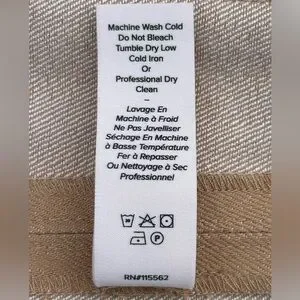 Machine Wash Cold
Do Not Bleach
Tumble Dry Low
Cold Iron
Or
Professional Dry
Clean
–
Lavage En
Machine à Froid
Ne Pas Javelliser
Séchage En Machine
à Basse Température
Fer à Repasser
Ou Nettoyage à Sec
Professionnel
P
RN#115562